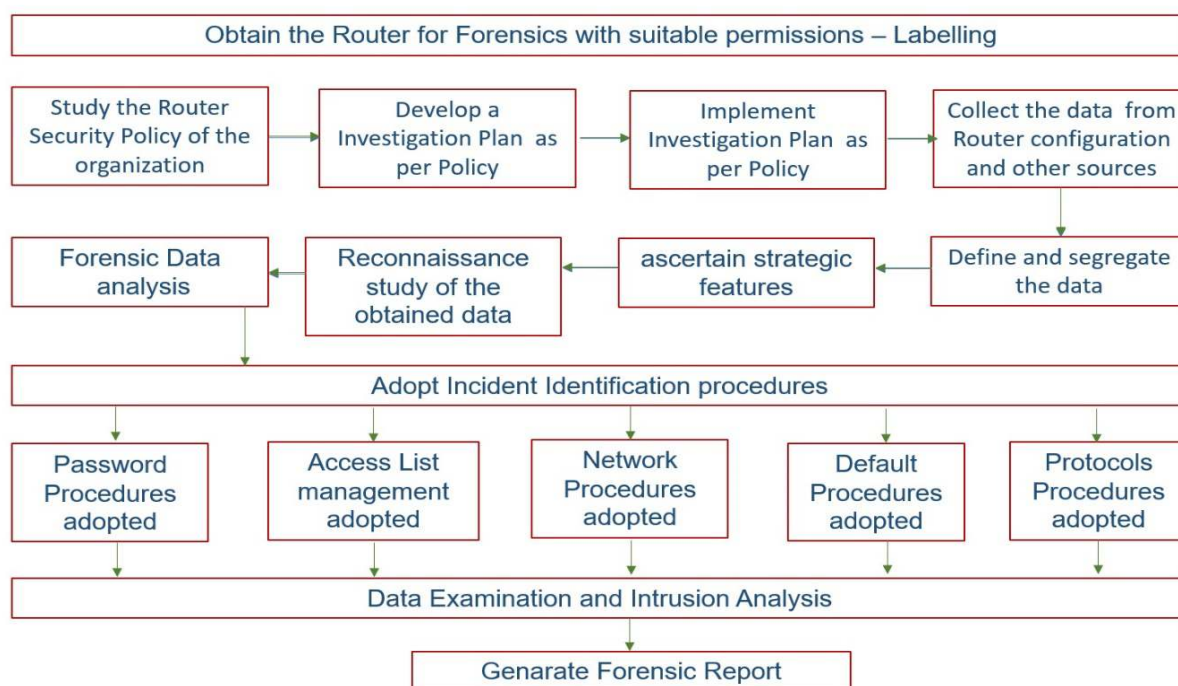 Obtain the Router for Forensics with suitable permissions – Labelling
Study the Router
Security Policy of the
organization
Develop a
Investigation Plan as
per Policy
Implement
Investigation Plan as
per Policy
Collect the data from
Router configuration
and other sources
Define and segregate
the data
ascertain strategic
features
Reconnaissance
study of the
obtained data
Forensic Data
analysis
Adopt Incident Identification procedures
Password
Procedures
adopted
Access List
management
adopted
Network
Procedures
adopted
Default
Procedures
adopted
Protocols
Procedures
adopted
Data Examination and Intrusion Analysis
Genarate Forensic Report